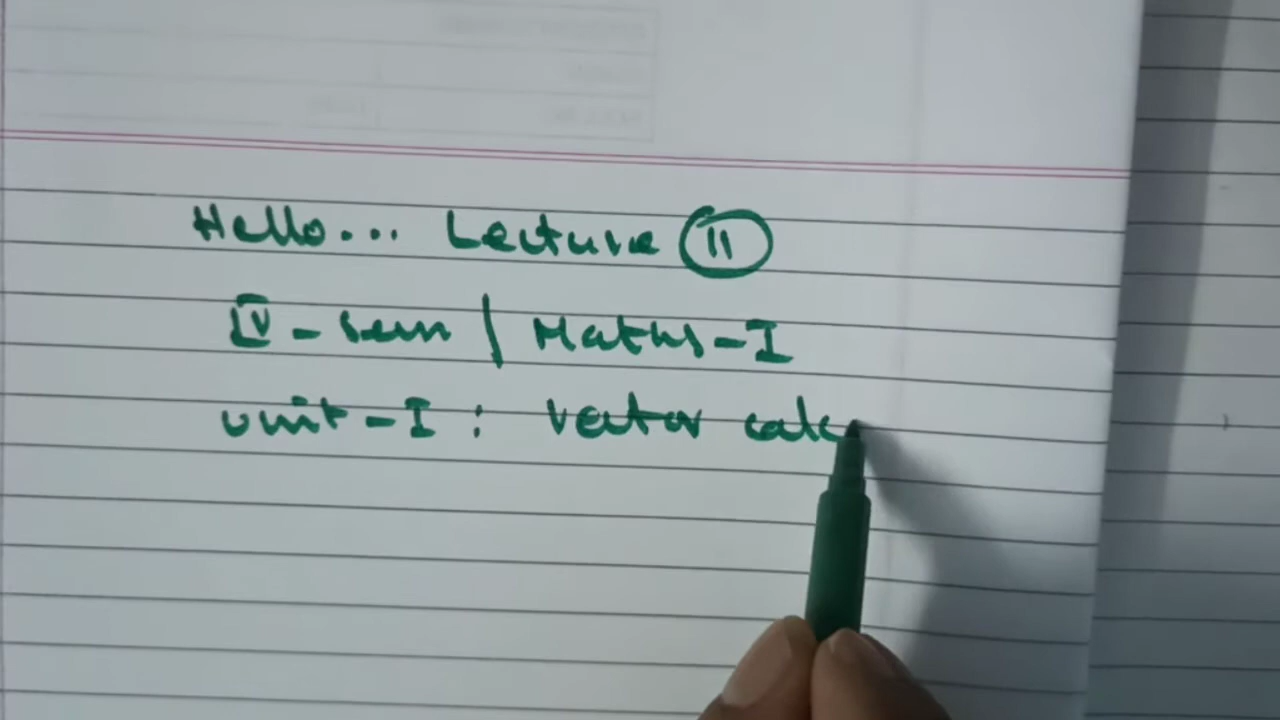 Hello... Lecture 11
IV - Sem | Maths - I
Unit - I : Vector calc